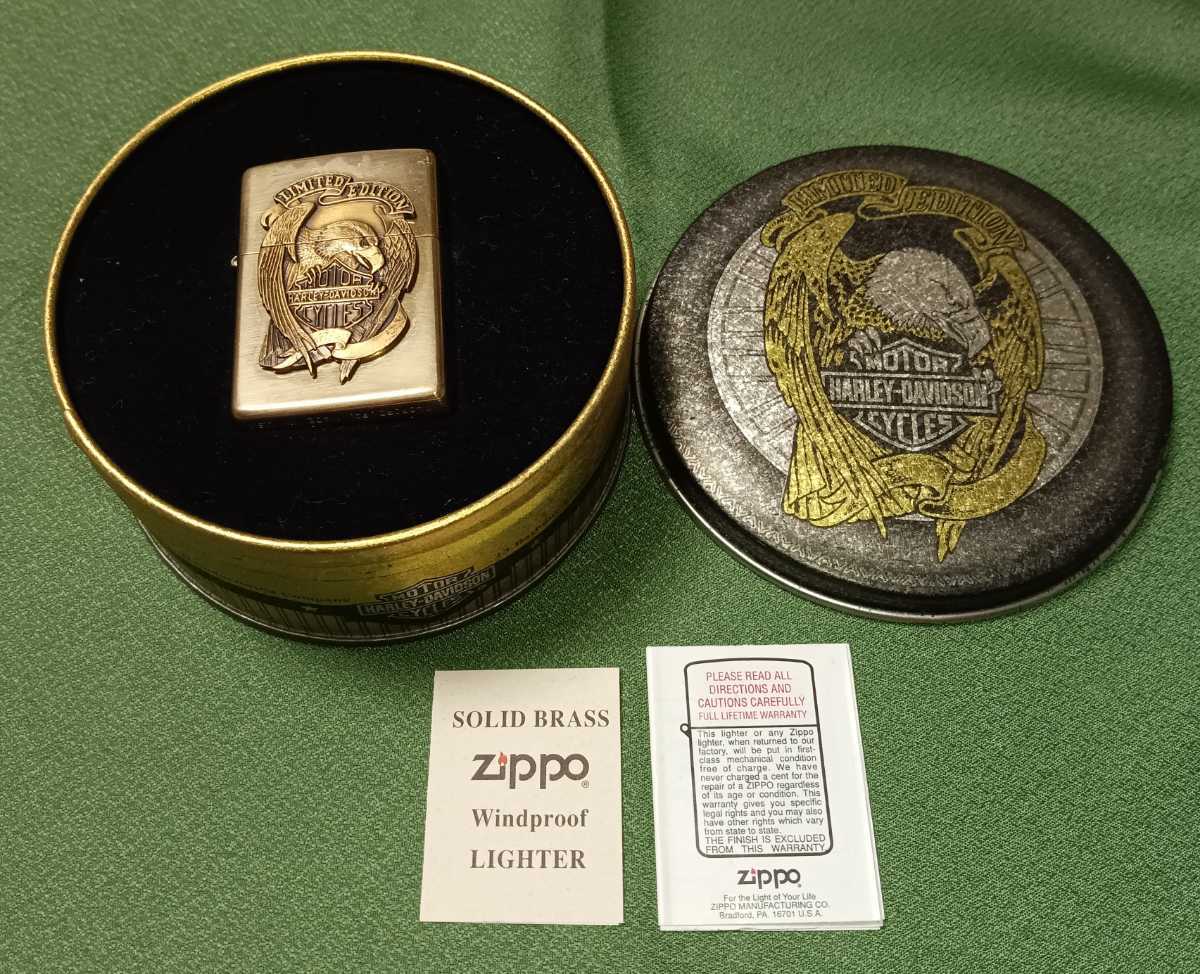 LIMITED EDITION
MOTOR
HARLEY-DAVIDSON
CYCLES
LIMITED EDITION
MOTOR
HARLEY-DAVIDSON
CYCLES
Company
MOTOR
HARLEY-DAVIDSON
CYCLES
SOLID BRASS
zippo®
Windproof
LIGHTER
PLEASE READ ALL
DIRECTIONS AND
CAUTIONS CAREFULLY
FULL LIFETIME WARRANTY
This lighter or any Zippo
lighter, when returned to our
factory, will be put in first-
class mechanical condition
free of charge. We have
never charged a cent for the
repair of a ZIPPO regardless
of its age or condition. This
warranty gives you specific
legal rights and you may also
have other rights which vary
from state to state.
THE FINISH IS EXCLUDED
FROM THIS WARRANTY
zippo®
For the Light of Your Life
ZIPPO MANUFACTURING CO.
Bradford, PA. 16701 U.S.A.